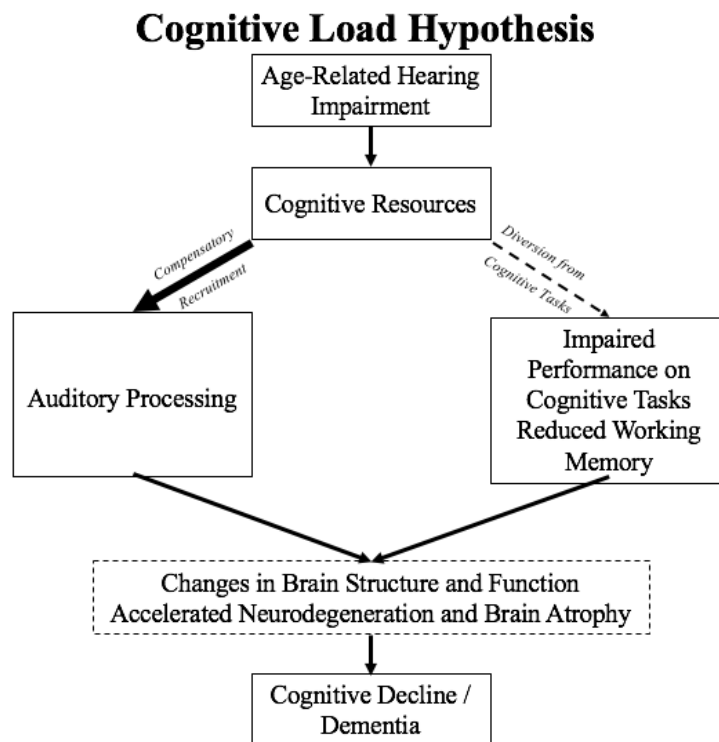 Cognitive Load Hypothesis
Age-Related Hearing
Impairment
Cognitive Resources
Compensatory
Recruitment
Diversion from
Cognitive Tasks
Auditory Processing
Impaired
Performance on
Cognitive Tasks
Reduced Working
Memory
Changes in Brain Structure and Function
Accelerated Neurodegeneration and Brain Atrophy
Cognitive Decline /
Dementia